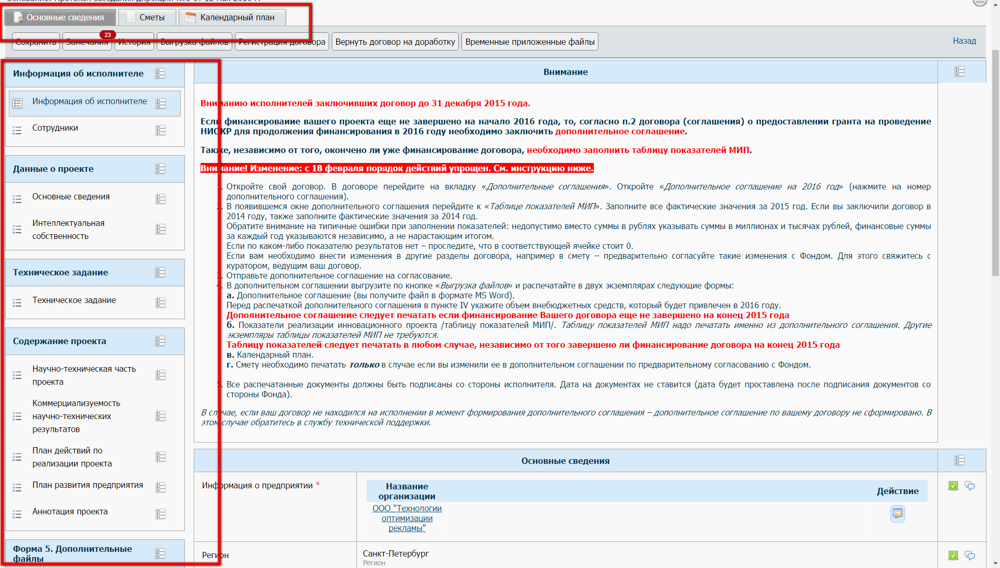 Основные сведения
Сметы
Календарный план
Сохранить
Замечания
23
История
Выгрузка файлов
Регистрация договора
Вернуть договор на доработку
Временные приложенные файлы
Назад
Информация об исполнителе
Информация об исполнителе
Сотрудники
Данные о проекте
Основные сведения
Интеллектуальная
собственность
Техническое задание
Техническое задание
Содержание проекта
Научно-техническая часть
проекта
Коммерциализуемость
научно-технических
результатов
План действий по
реализации проекта
План развития предприятия
Аннотация проекта
Форма 5. Дополнительные
файлы
Внимание
Вниманию исполнителей заключивших договор до 31 декабря 2015 года.
Если финансироваиие вашего проекта еще не завершено на начало 2016 года, то, согласно п.2 договора (соглашения) о предоставлении гранта на проведение
НИОКР для продолжения финансирования в 2016 году необходимо заключить дополнительное соглашение.
Также, независимо от того, окончено ли уже финансирование договора, необходимо заполнить таблицу показателей МИП.
Внимание! Изменение: с 18 февраля порядок действий упрощен. См. инструкцию ниже.
1. Откройте свой договор. В договоре перейдите на вкладку «Дополнительные соглашения». Откройте «Дополнительное соглашение на 2016 год» (нажмите на номер
дополнительного соглашения).
2. В появившемся окне дополнительного соглашения перейдите к «Таблице показателей МИП». Заполните все фактические значения за 2015 год. Если вы заключили договор в
2014 году, также заполните фактические значения за 2014 год.
Обратите внимание на типичные ошибки при заполнении показателей: недопустимо вместо суммы в рублях указывать суммы в миллионах и тысячах рублей, финансовые суммы
за каждый год указываются независимо, а не нарастающим итогом.
Если по каком-либо показателю результатов нет – проследите, что в соответствующей ячейке стоит 0.
Если вам необходимо внести изменения в другие разделы договора, например в смету – предварительно согласуйте такие изменения с Фондом. Для этого свяжитесь с
куратором, ведущим ваш договор.
3. Отправьте дополнительное соглашение на согласование.
4. В дополнительном соглашении выгрузите по кнопке «Выгрузка файлов» и распечатайте в двух экземплярах следующие формы:
а. Дополнительное соглашение (вы получите файл в формате MS Word).
Перед распечаткой дополнительного соглашения в пункте IV укажите объем внебюджетных средств, который будет привлечен в 2016 году.
Дополнительное соглашение следует печатать если финансирование Вашего договора еще не завершено на конец 2015 года
б. Показатели реализации инновационного проекта /таблицу показателей МИП/. Таблицу показателей МИП надо печатать именно из дополнительного соглашения. Другие
экземпляры таблицы показателей МИП не требуются.
Таблицу показателей следует печатать в любом случае, независимо от того завершено ли финансирование договора на конец 2015 года
в. Календарный план.
г. Смету необходимо печатать только в случае если вы изменили ее в дополнительном соглашении по предварительному согласованию с Фондом.
5. Все распечатанные документы должны быть подписаны со стороны исполнителя. Дата на документах не ставится (дата будет проставлена после подписания документов со
стороны Фонда).
В случае, если ваш договор не находился на исполнении в момент формирования дополнительного соглашения – дополнительное соглашение по вашему договору не сформировано. В
этом случае обратитесь в службу технической поддержки.
Основные сведения
Информация о предприятии *
Название
организации
Действие
ООО "Технологии
оптимизации
рекламы"
Регион
Санкт-Петербург
Регион